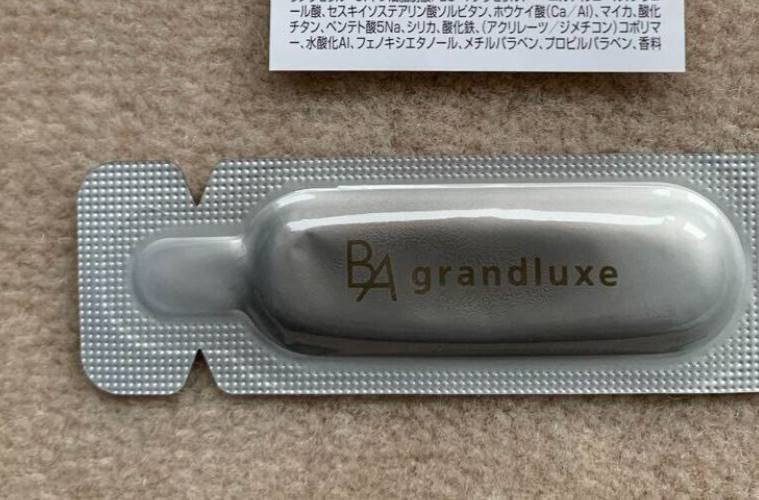 ール酸、セスキイソステアリン酸ソルビタン、ホウケイ酸(Ca/Al)、マイカ、酸化
チタン、ペンテト酸5Na、シリカ、酸化鉄、(アクリレーツ/ジメチコン)コポリマ
ー、水酸化Al、フェノキシエタノール、メチルパラベン、プロピルパラベン、香料
BA grandluxe